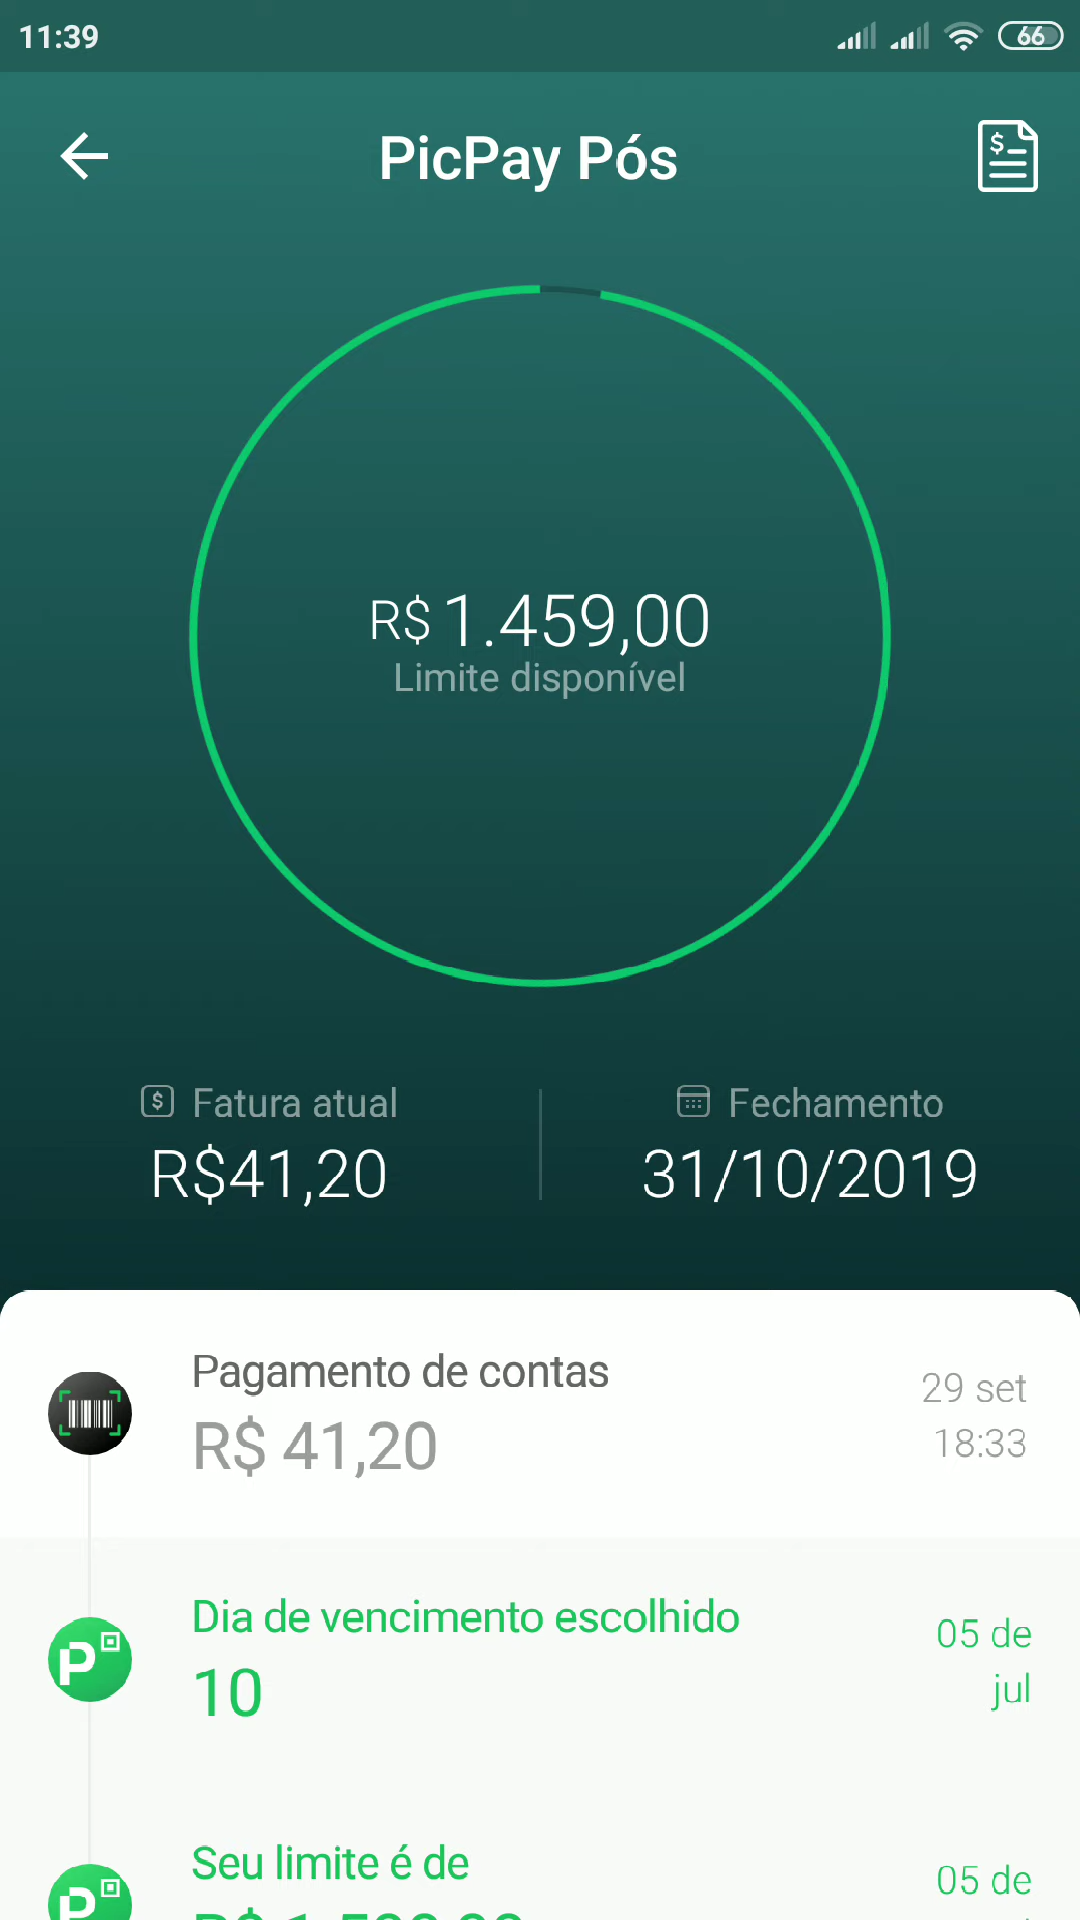 11:39
66
PicPay Pós
R$ 1.459,00
Limite disponível
Fatura atual
R$41,20
Fechamento
31/10/2019
Pagamento de contas
R$ 41,20
29 set
18:33
Dia de vencimento escolhido
10
05 de
jul
Seu limite é de
05 de